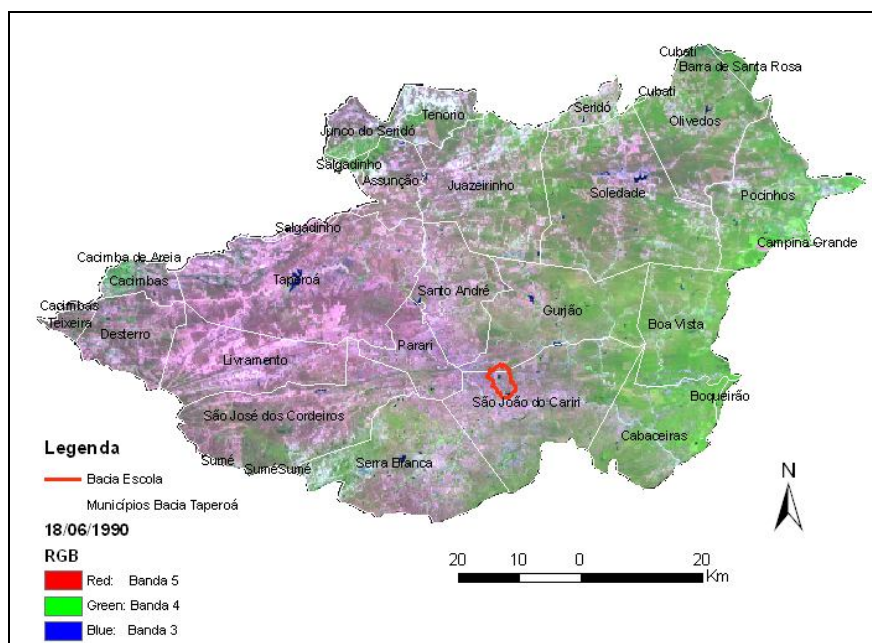 Cubati
Barra de Santa Rosa
Cubati
Seridó
Olivedos
Tenório
Junco do Seridó
Salgadinho
Assunção
Juazeirinho
Soledade
Pocinhos
Salgadinho
Campina Grande
Cacimba de Areia
Cacimbas
Taperoá
Santo André
Gurjão
Boa Vista
Cacimbas
Teixeira
Desterro
Parari
Livramento
Boqueirão
São José dos Cordeiros
São João do Cariri
Cabaceiras
Sumé
SuméSumé
Serra Branca
Legenda
Bacia Escola
Municípios Bacia Taperoá
18/06/1990
RGB
Red: Banda 5
Green: Banda 4
Blue: Banda 3
N
20 10 0 20
Km